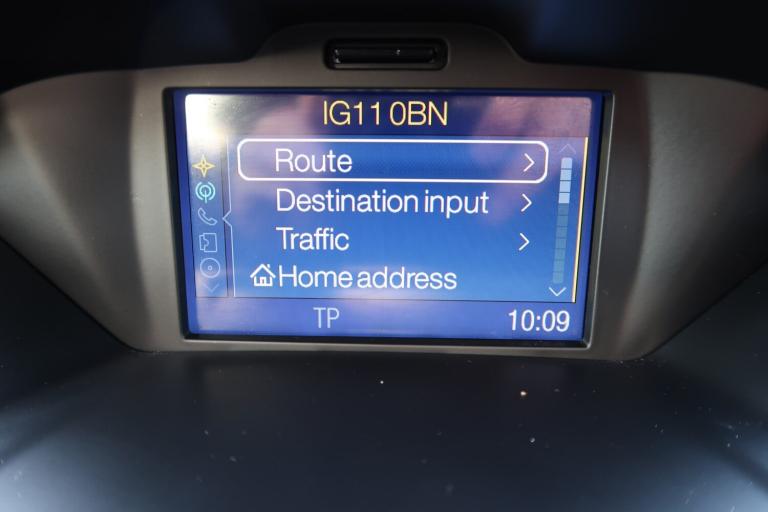 IG11 0BN
Route
Destination input
Traffic
Home address
TP
10:09